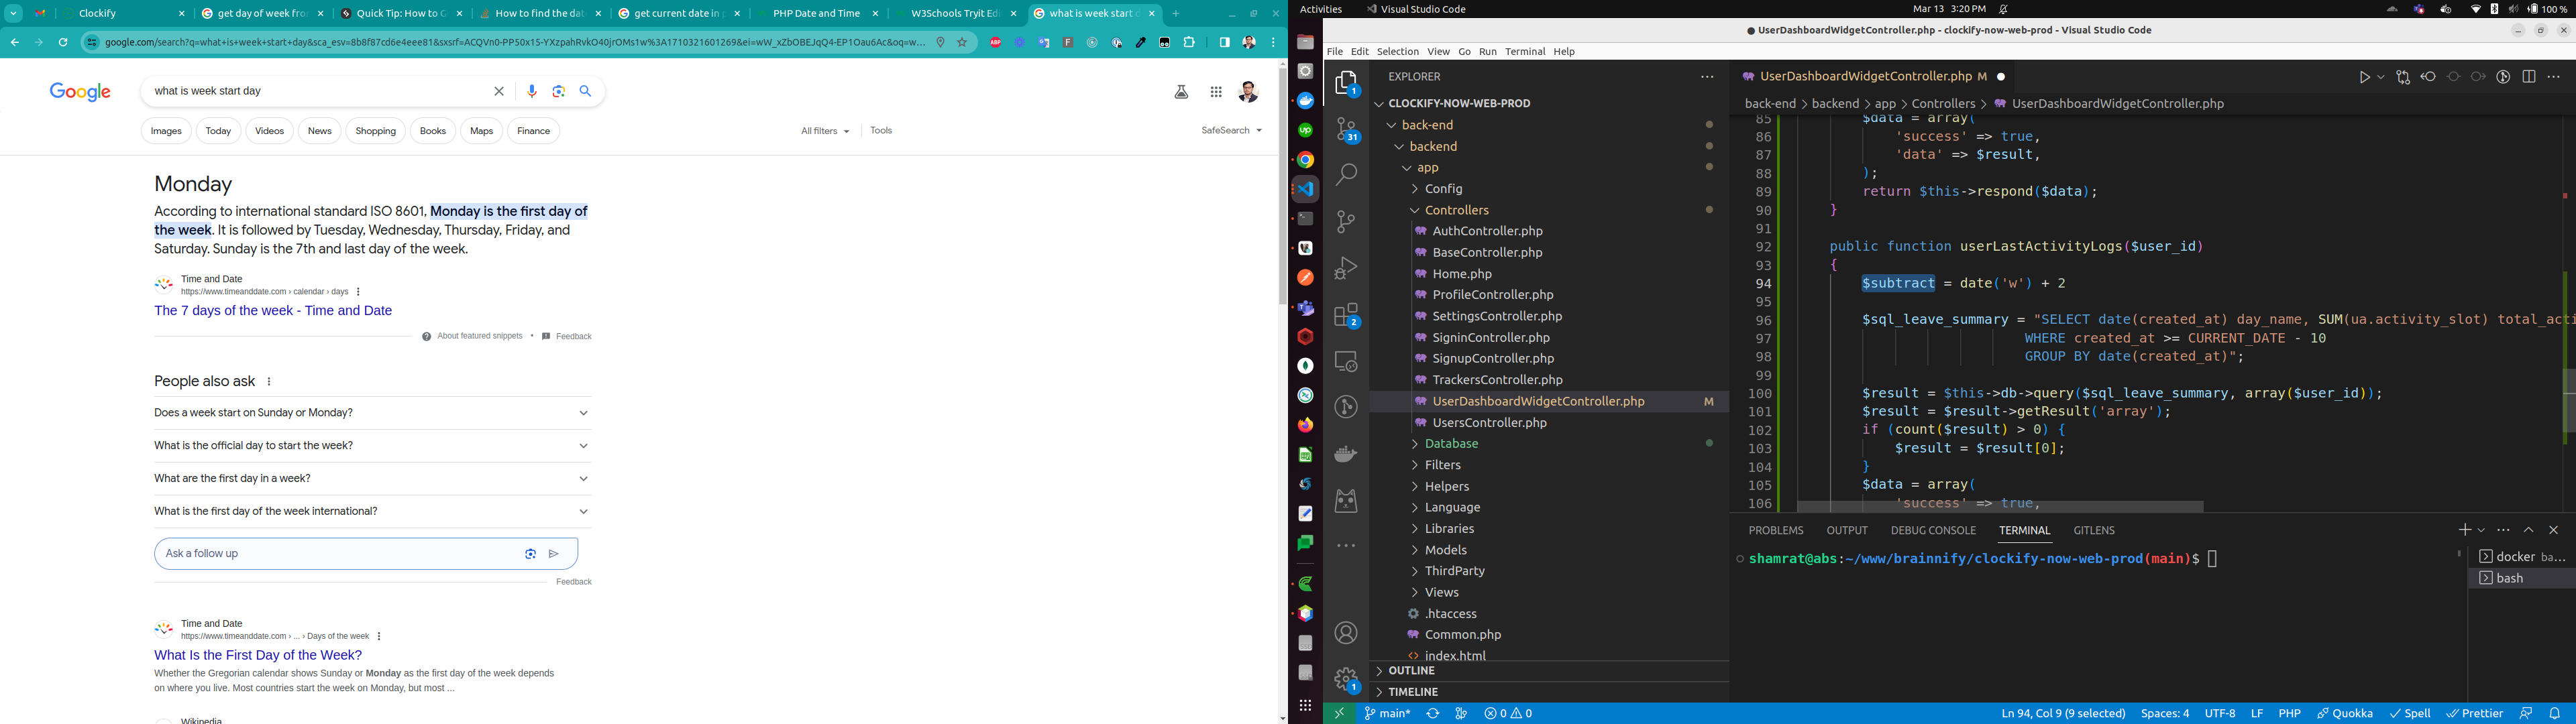 Clockify
get day of week fro
Quick Tip: How to G
How to find the dat
get current date in p
PHP Date and Time
W3Schools Tryit Edi
what is week start d
google.com/search?q=what+is+week+start+day&sca_esv=8b8f87cd6e4eee81&sxsrf=ACQVn0-PP50x15-YXzpahRvkO40jrOMs1w%3A1710321601269&ei=wW_xZbOBEJqQ4-EP1Oau6Ac&oq=w...
Google
what is week start day
Images
Today
Videos
News
Shopping
Books
Maps
Finance
All filters
Tools
SafeSearch
Monday
According to international standard ISO 8601, Monday is the first day of
the week. It is followed by Tuesday, Wednesday, Thursday, Friday, and
Saturday. Sunday is the 7th and last day of the week.
Time and Date
https://www.timeanddate.com › calendar › days
The 7 days of the week - Time and Date
About featured snippets • Feedback
People also ask
Does a week start on Sunday or Monday?
What is the official day to start the week?
What are the first day in a week?
What is the first day of the week international?
Ask a follow up
Feedback
Time and Date
https://www.timeanddate.com › ... › Days of the week
What Is the First Day of the Week?
Whether the Gregorian calendar shows Sunday or Monday as the first day of the week depends
on where you live. Most countries start the week on Monday, but most ...
Wikipedia
Activities
Visual Studio Code
Mar 13 3:20 PM
100 %
● UserDashboardWidgetController.php - clockify-now-web-prod - Visual Studio Code
File Edit Selection View Go Run Terminal Help
EXPLORER
CLOCKIFY-NOW-WEB-PROD
back-end
backend
app
Config
Controllers
AuthController.php
BaseController.php
Home.php
ProfileController.php
SettingsController.php
SigninController.php
SignupController.php
TrackersController.php
UserDashboardWidgetController.php M
UsersController.php
Database
Filters
Helpers
Language
Libraries
Models
ThirdParty
Views
.htaccess
Common.php
index.html
OUTLINE
TIMELINE
1
31
2
1
UserDashboardWidgetController.php M
back-end > backend > app > Controllers > UserDashboardWidgetController.php
85 $data = array(
86 'success' => true,
87 'data' => $result,
88 );
89 return $this->respond($data);
90 }
91
92 public function userLastActivityLogs($user_id)
93 {
94 $subtract = date('w') + 2
95
96 $sql_leave_summary = "SELECT date(created_at) day_name, SUM(ua.activity_slot) total_acti
97 WHERE created_at >= CURRENT_DATE - 10
98 GROUP BY date(created_at)";
99
100 $result = $this->db->query($sql_leave_summary, array($user_id));
101 $result = $result->getResult('array');
102 if (count($result) > 0) {
103 $result = $result[0];
104 }
105 $data = array(
106 'success' => true,
PROBLEMS OUTPUT DEBUG CONSOLE TERMINAL GITLENS
shamrat@abs:~/www/brainnify/clockify-now-web-prod(main)$
docker ba...
bash
main* 0 0
Ln 94, Col 9 (9 selected) Spaces: 4 UTF-8 LF PHP Quokka Spell Prettier